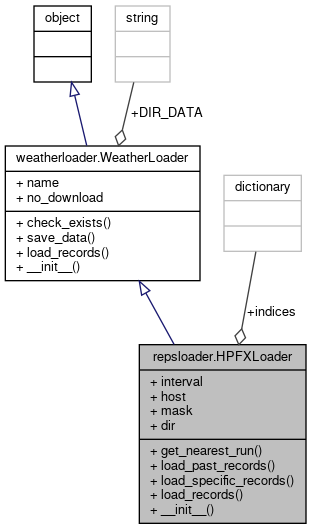 object
string
+DIR_DATA
weatherloader.WeatherLoader
+ name
+ no_download
+ check_exists()
+ save_data()
+ load_records()
+ __init__()
dictionary
+indices
repsloader.HPFXLoader
+ interval
+ host
+ mask
+ dir
+ get_nearest_run()
+ load_past_records()
+ load_specific_records()
+ load_records()
+ __init__()